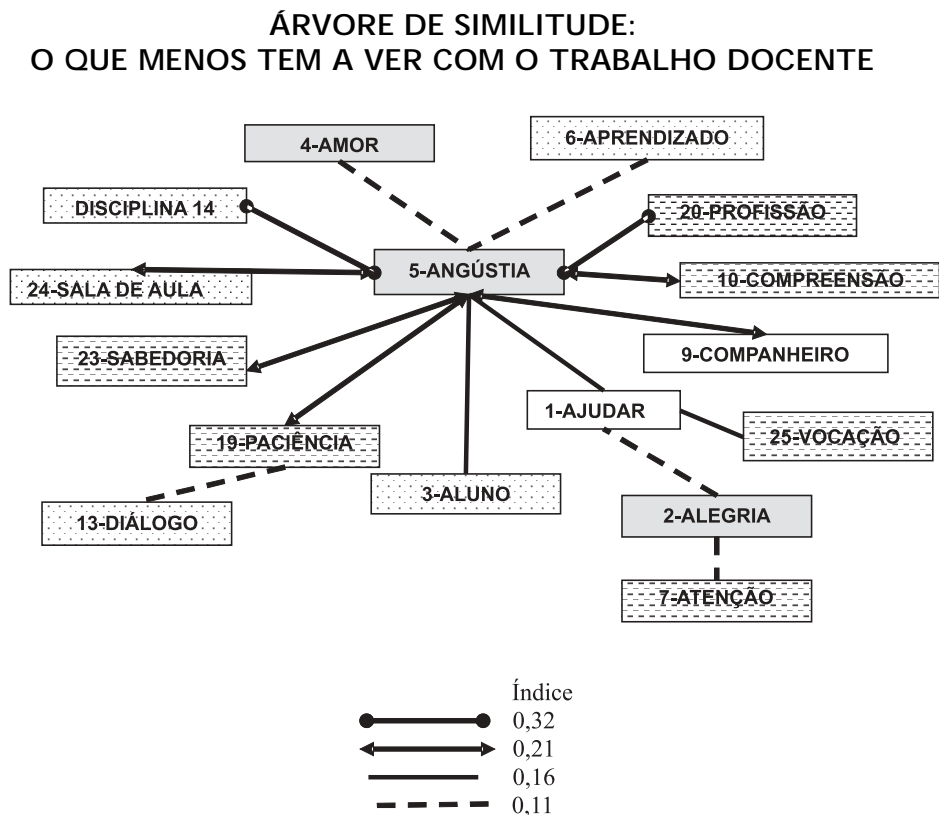 ÁRVORE DE SIMILITUDE:
O QUE MENOS TEM A VER COM O TRABALHO DOCENTE
4-AMOR
6-APRENDIZADO
DISCIPLINA 14
20-PROFISSÃO
5-ANGÚSTIA
24-SALA DE AULA
10-COMPREENSÃO
23-SABEDORIA
9-COMPANHEIRO
1-AJUDAR
19-PACIÊNCIA
25-VOCAÇÃO
3-ALUNO
13-DIÁLOGO
2-ALEGRIA
7-ATENÇÃO
Índice
0,32
0,21
0,16
0,11